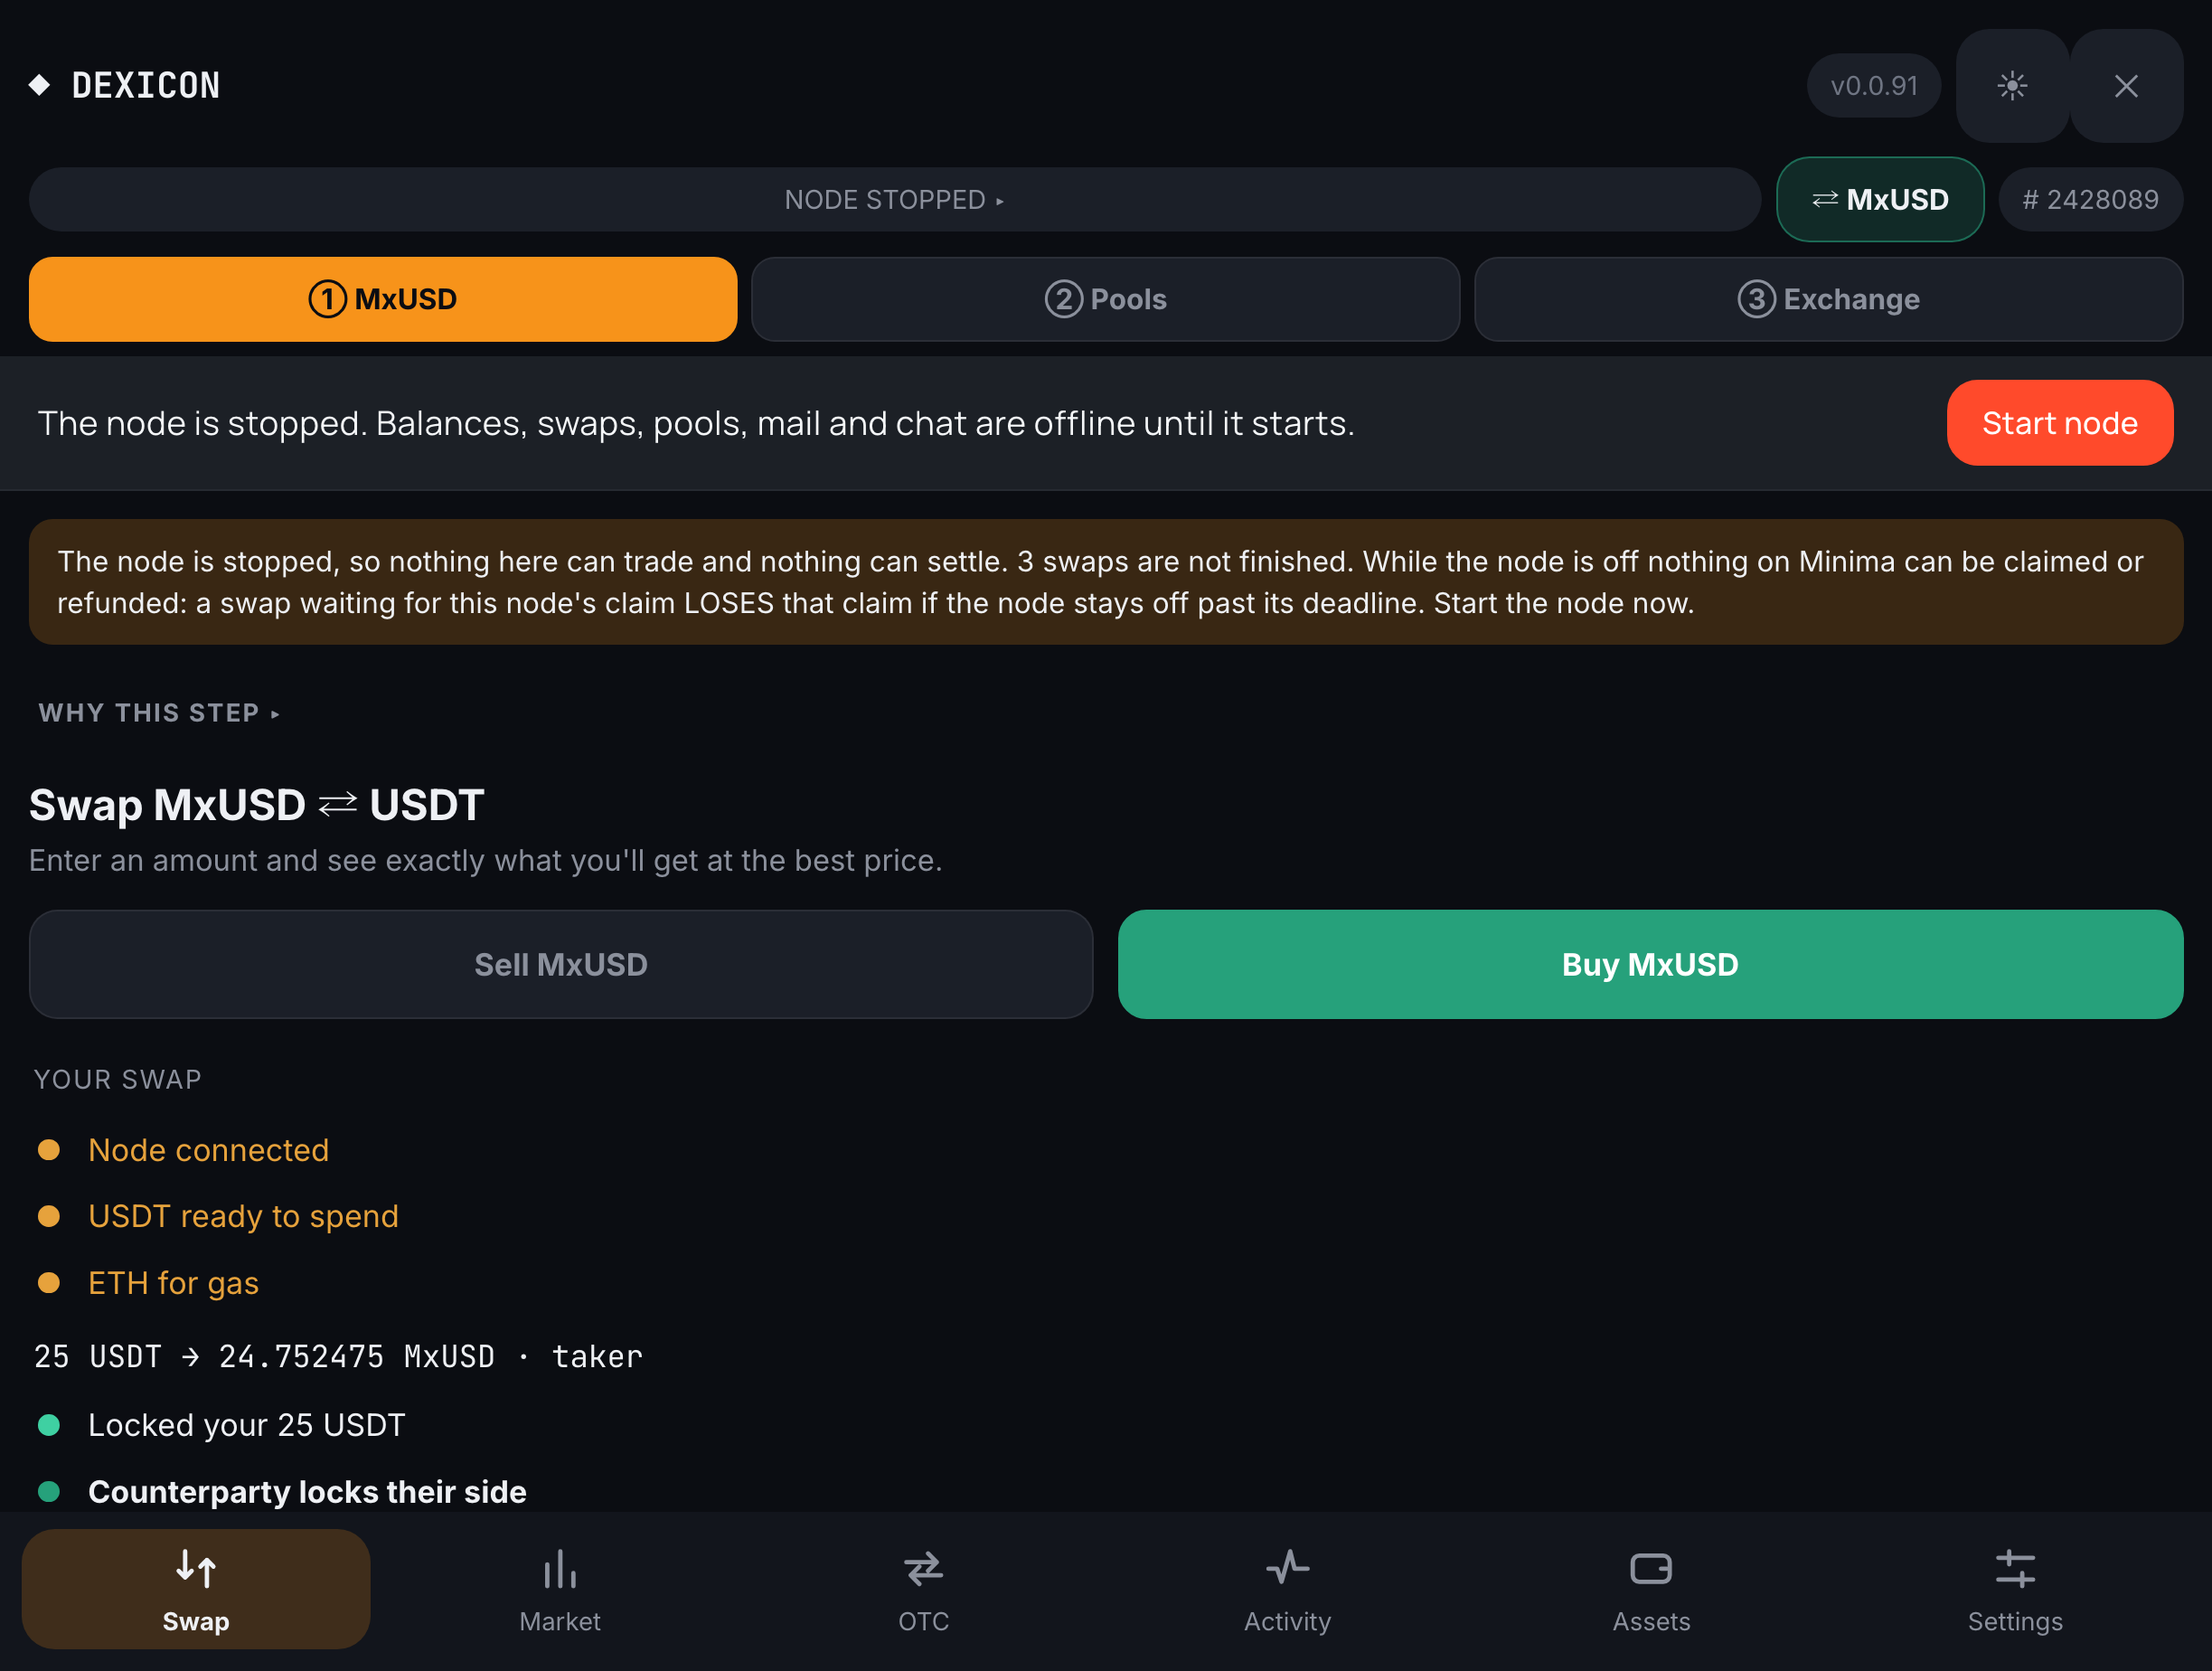 ◆ DEXICON
v0.0.91
NODE STOPPED ▸
⇄ MxUSD
# 2428089
① MxUSD
② Pools
③ Exchange
The node is stopped. Balances, swaps, pools, mail and chat are offline until it starts.
Start node
The node is stopped, so nothing here can trade and nothing can settle. 3 swaps are not finished. While the node is off nothing on Minima can be claimed or
refunded: a swap waiting for this node's claim LOSES that claim if the node stays off past its deadline. Start the node now.
WHY THIS STEP ▸
Swap MxUSD ⇄ USDT
Enter an amount and see exactly what you'll get at the best price.
Sell MxUSD
Buy MxUSD
YOUR SWAP
Node connected
USDT ready to spend
ETH for gas
25 USDT → 24.752475 MxUSD · taker
Locked your 25 USDT
Counterparty locks their side
Swap
Market
OTC
Activity
Assets
Settings